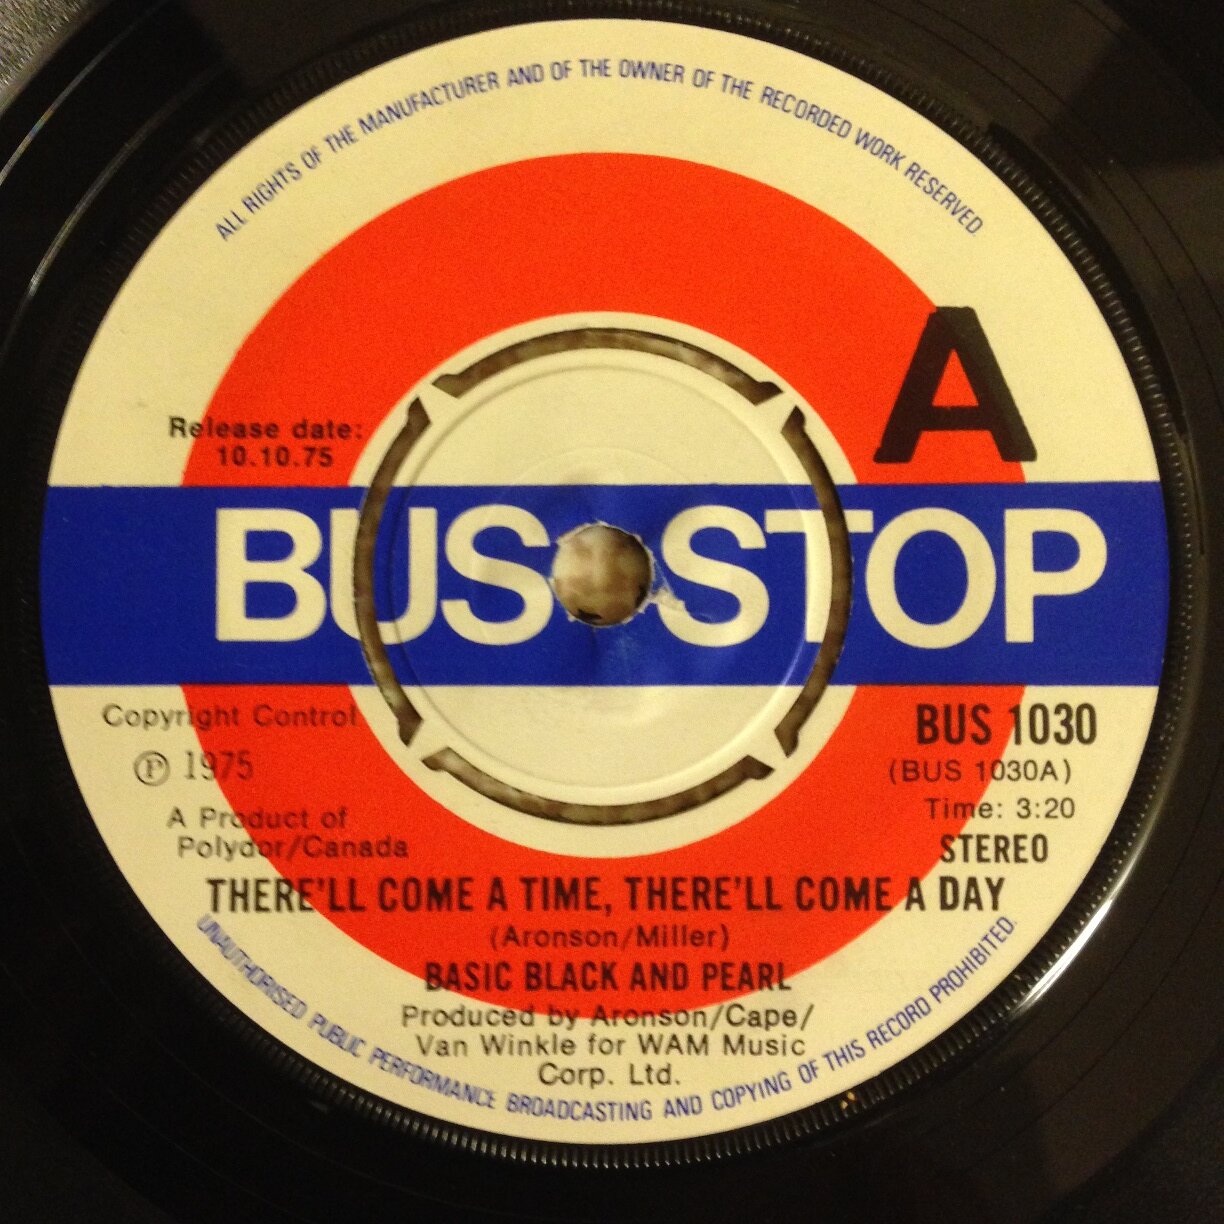 ALL RIGHTS OF THE MANUFACTURER AND OF THE OWNER OF THE RECORDED WORK RESERVED.
A
Release date:
10.10.75
BUS STOP
Copyright Control
℗ 1975
A Product of
Polydor/Canada
BUS 1030
(BUS 1030A)
Time: 3:20
STEREO
THERE'LL COME A TIME, THERE'LL COME A DAY
(Aronson/Miller)
BASIC BLACK AND PEARL
Produced by Aronson/Cape/
Van Winkle for WAM Music
Corp. Ltd.
UNAUTHORISED PUBLIC PERFORMANCE BROADCASTING AND COPYING OF THIS RECORD PROHIBITED.